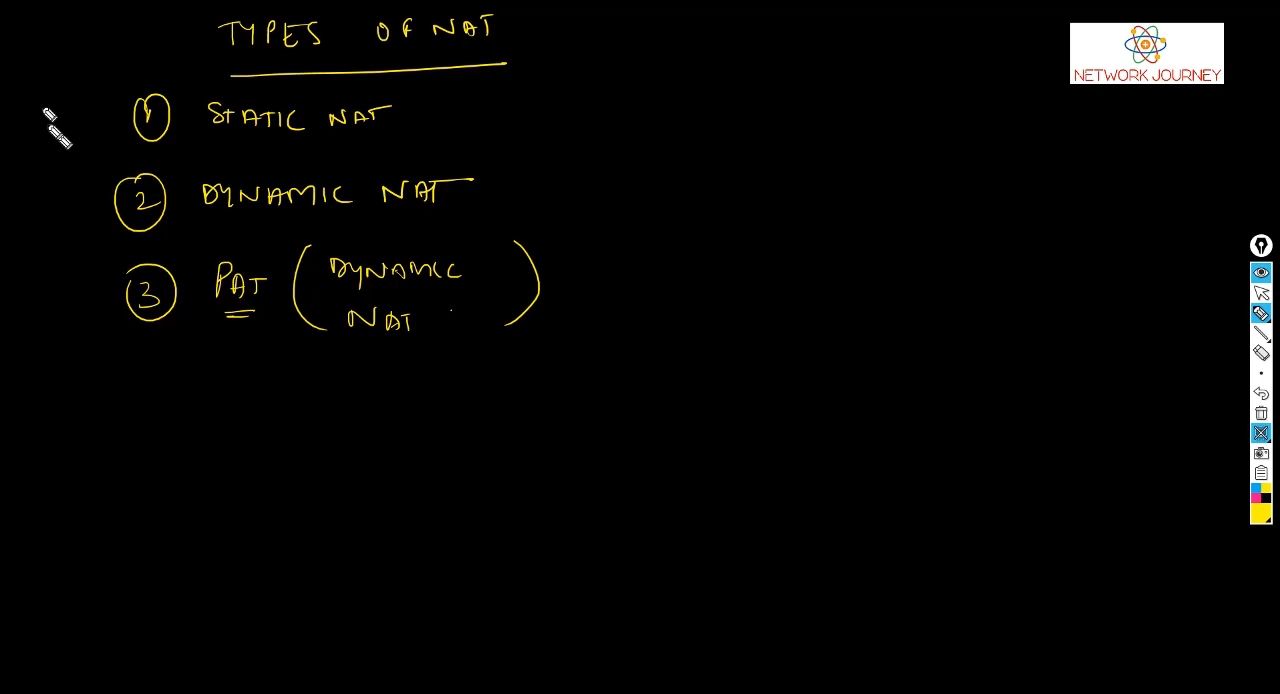 TYPES OF NAT
NETWORK JOURNEY
1 STATIC NAT
2 DYNAMIC NAT
3 PAT ( DYNAMIC
NAT )